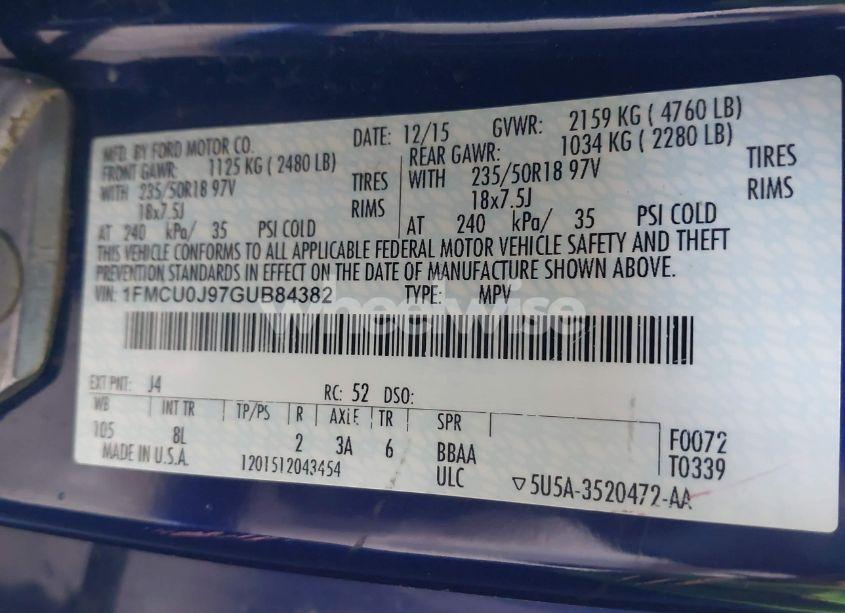 MFD. BY FORD MOTOR CO.
DATE: 12/15 GVWR: 2159 KG ( 4760 LB)
FRONT GAWR: 1125 KG ( 2480 LB)
REAR GAWR: 1034 KG ( 2280 LB)
WITH 235/50R18 97V TIRES
WITH 235/50R18 97V TIRES
18x7.5J RIMS
18x7.5J RIMS
AT 240 kPa/ 35 PSI COLD
AT 240 kPa/ 35 PSI COLD
THIS VEHICLE CONFORMS TO ALL APPLICABLE FEDERAL MOTOR VEHICLE SAFETY AND THEFT
PREVENTION STANDARDS IN EFFECT ON THE DATE OF MANUFACTURE SHOWN ABOVE.
VIN: 1FMCU0J97GUB84382 TYPE: MPV
wheelwise
EXT PNT: J4 RC: 52 DSO:
WB INT TR TP/PS R AXLE TR SPR
105 8L 2 3A 6 BBAA F0072
MADE IN U.S.A. 1201512043454 ULC T0339
▽5U5A-3520472-AA